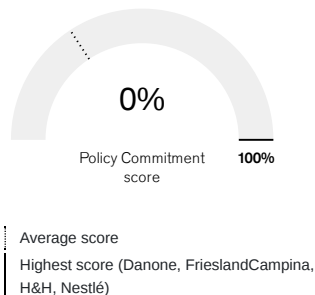 0%
Policy Commitment
score
100%
Average score
Highest score (Danone, FrieslandCampina,
H&H, Nestlé)